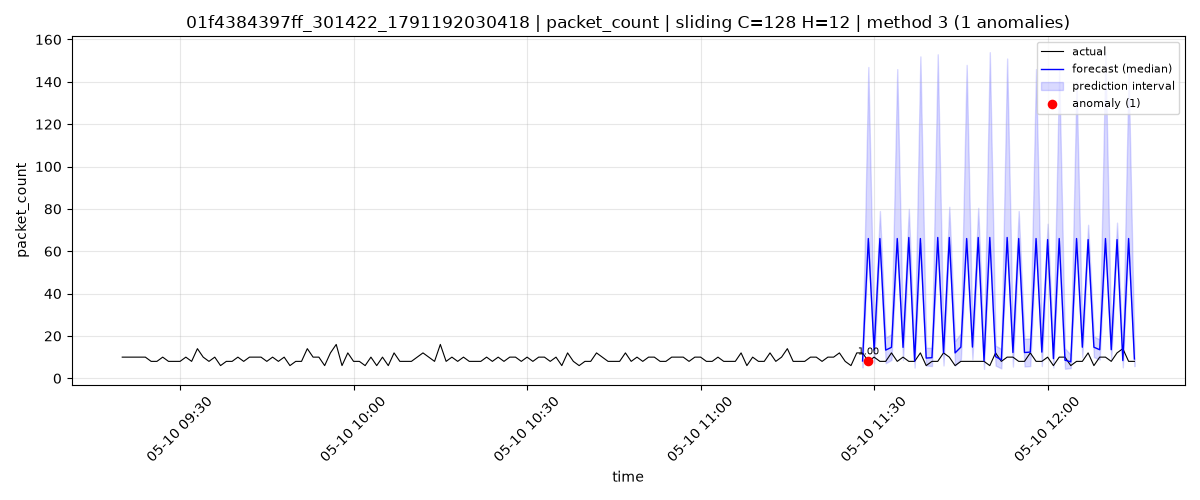 01f4384397ff_301422_1791192030418 | packet_count | sliding C=128 H=12 | method 3 (1 anomalies)
160
140
120
100
80
60
40
20
0
packet_count
actual
forecast (median)
prediction interval
anomaly (1)
1.00
05-10 09:30
05-10 10:00
05-10 10:30
05-10 11:00
05-10 11:30
05-10 12:00
time